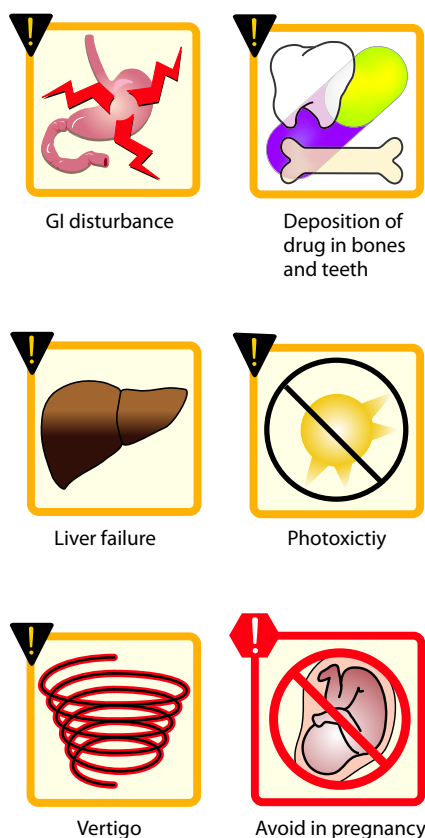 !
!
GI disturbance
Deposition of
drug in bones
and teeth
!
!
Liver failure
Photoxictiy
!
!
Vertigo
Avoid in pregnancy